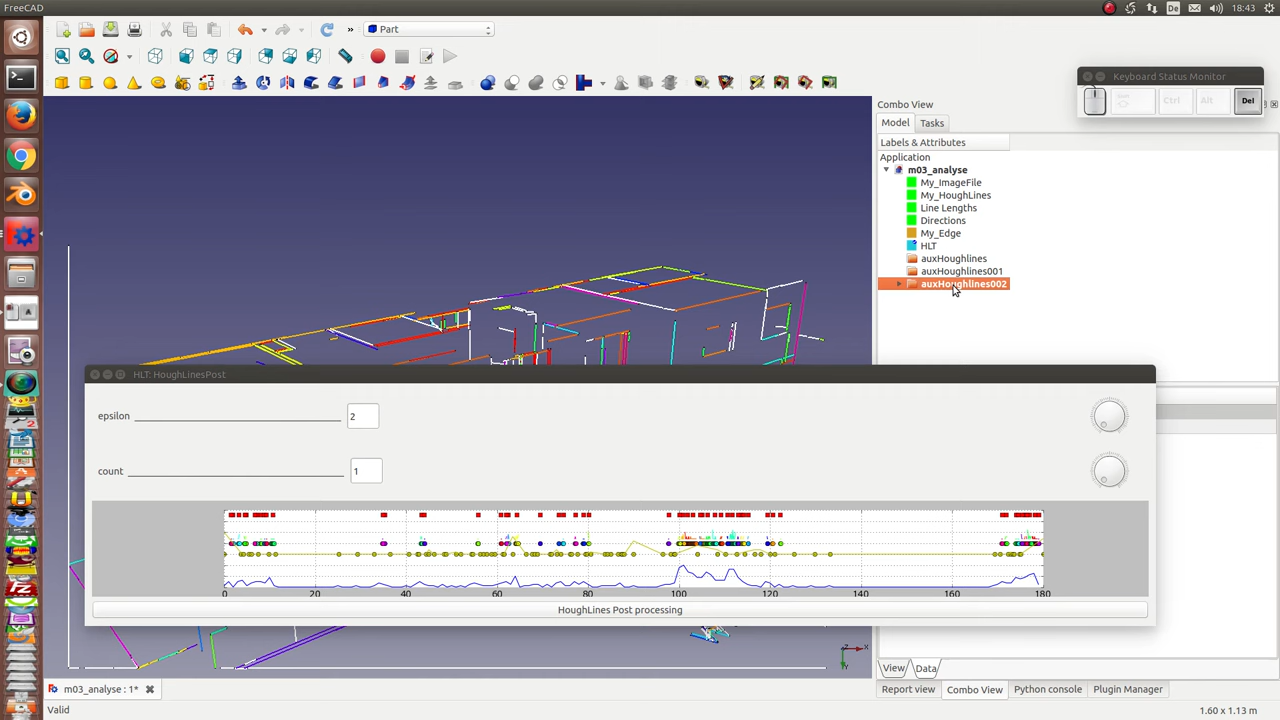 FreeCAD
De
18:43
Part
Keyboard Status Monitor
Ctrl
Alt
Del
Combo View
Model
Tasks
Labels & Attributes
Application
m03_analyse
My_ImageFile
My_HoughLines
Line Lengths
Directions
My_Edge
HLT
auxHoughlines
auxHoughlines001
auxHoughlines002
HLT: HoughLinesPost
epsilon
2
count
1
0 20 40 60 80 100 120 140 160 180
HoughLines Post processing
View
Data
m03_analyse : 1*
Report view
Combo View
Python console
Plugin Manager
Valid
1.60 x 1.13 m